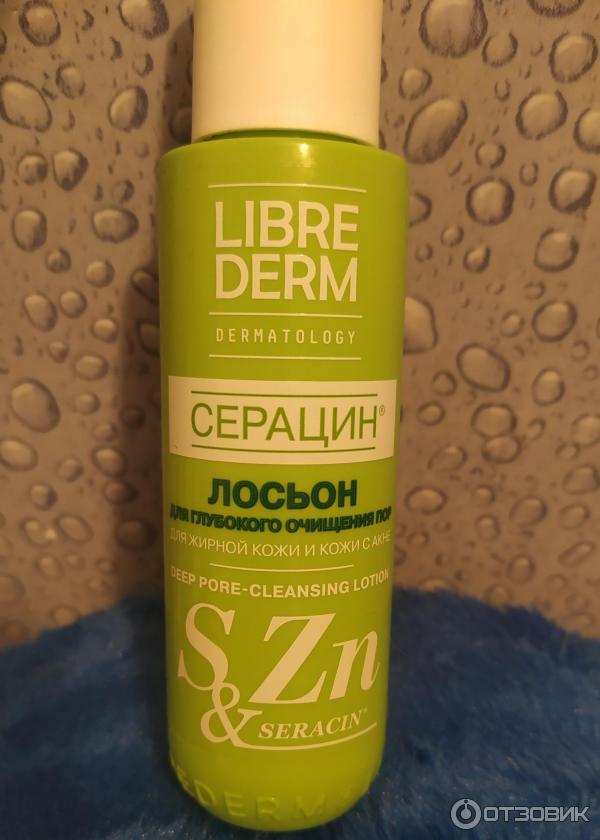 LIBRE
DERM
DERMATOLOGY
СЕРАЦИН®
ЛОСЬОН
ДЛЯ ГЛУБОКОГО ОЧИЩЕНИЯ ПОР
ДЛЯ ЖИРНОЙ КОЖИ И КОЖИ С АКНЕ
DEEP PORE-CLEANSING LOTION
S Zn
& SERACIN®
EDERM
ОТЗОВИК